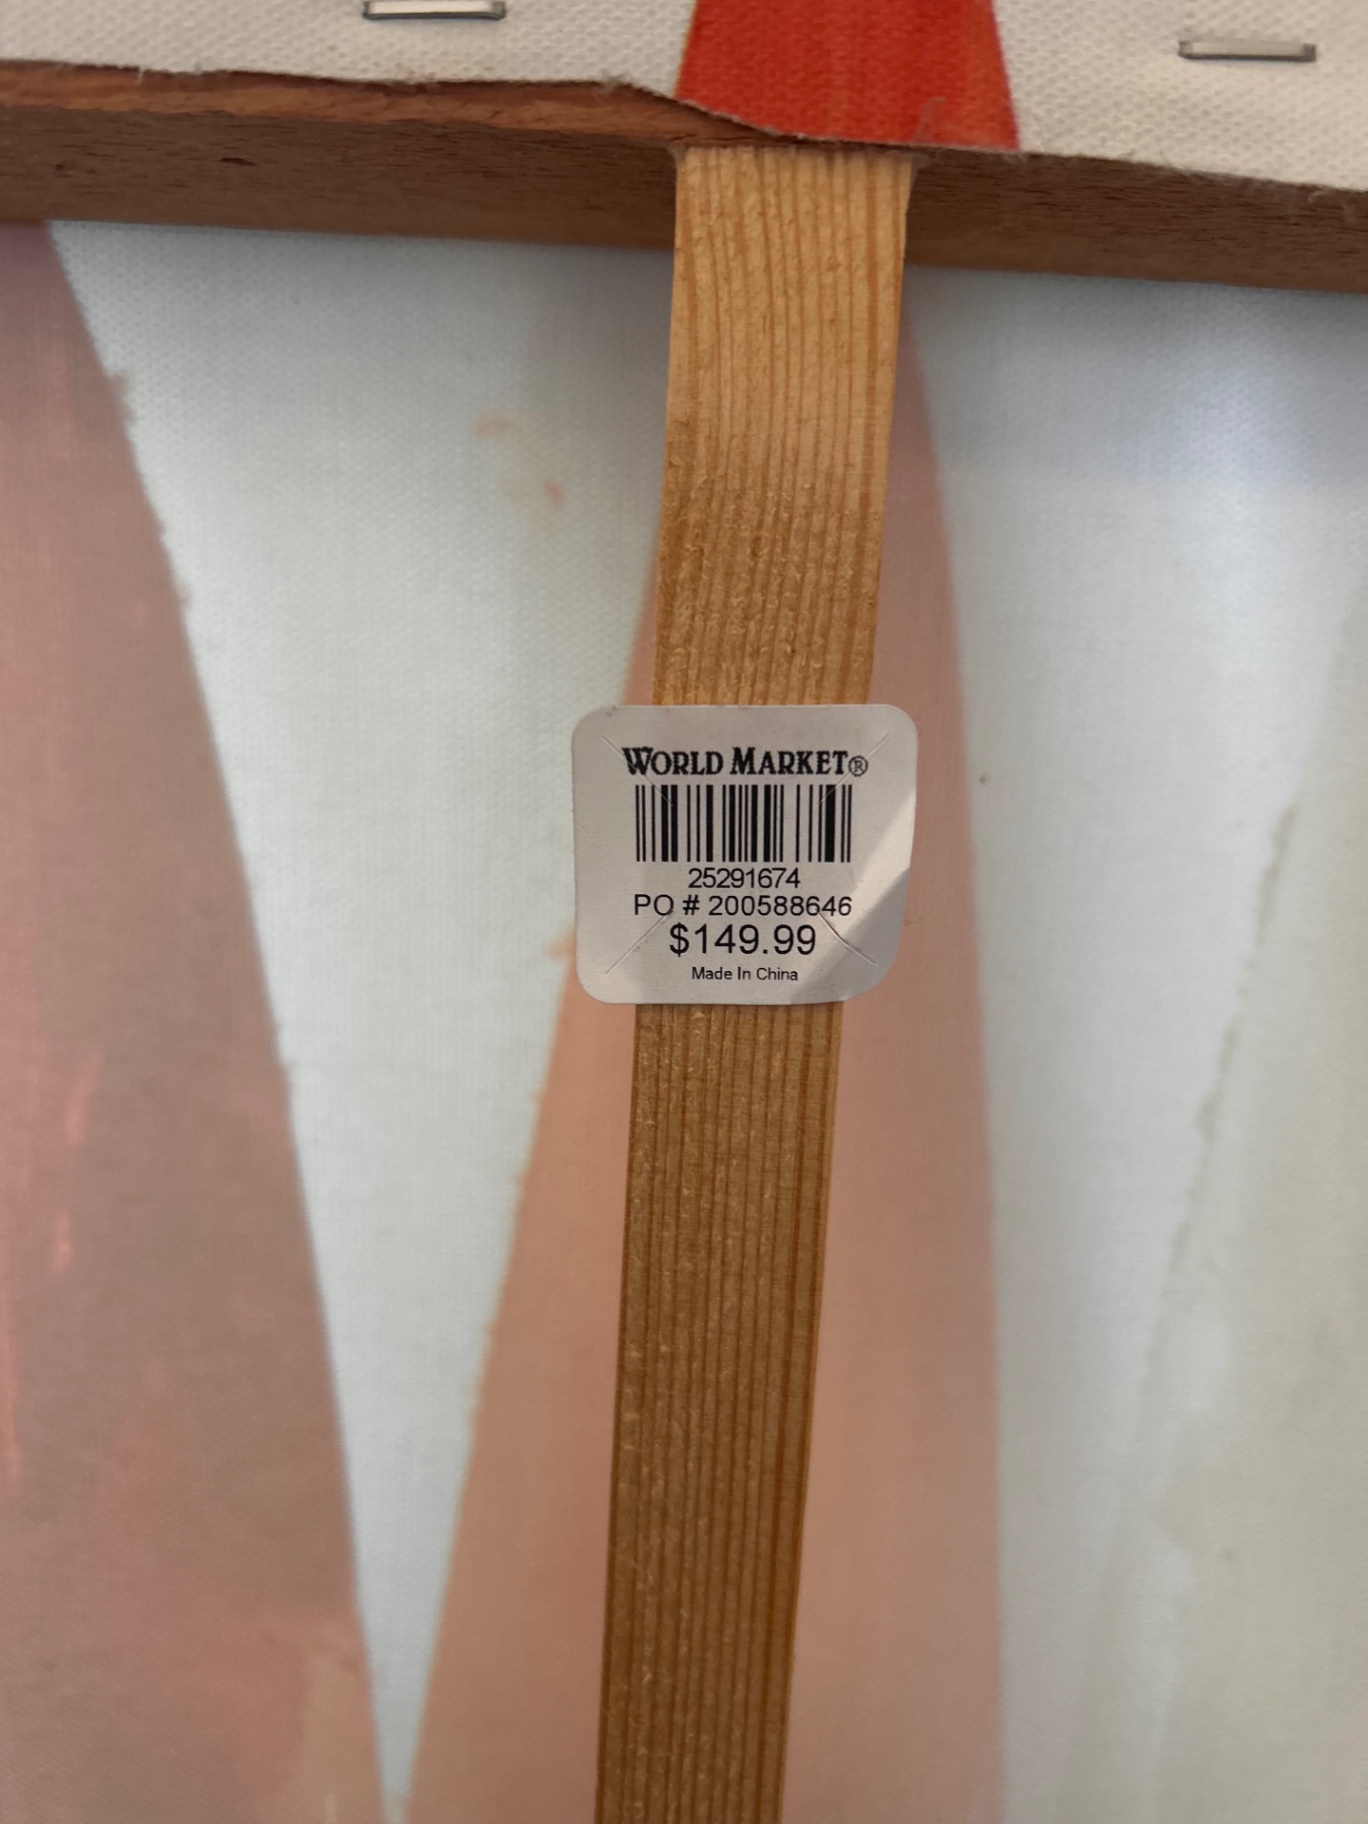 WORLD MARKET®
25291674
PO # 200588646
$149.99
Made In China